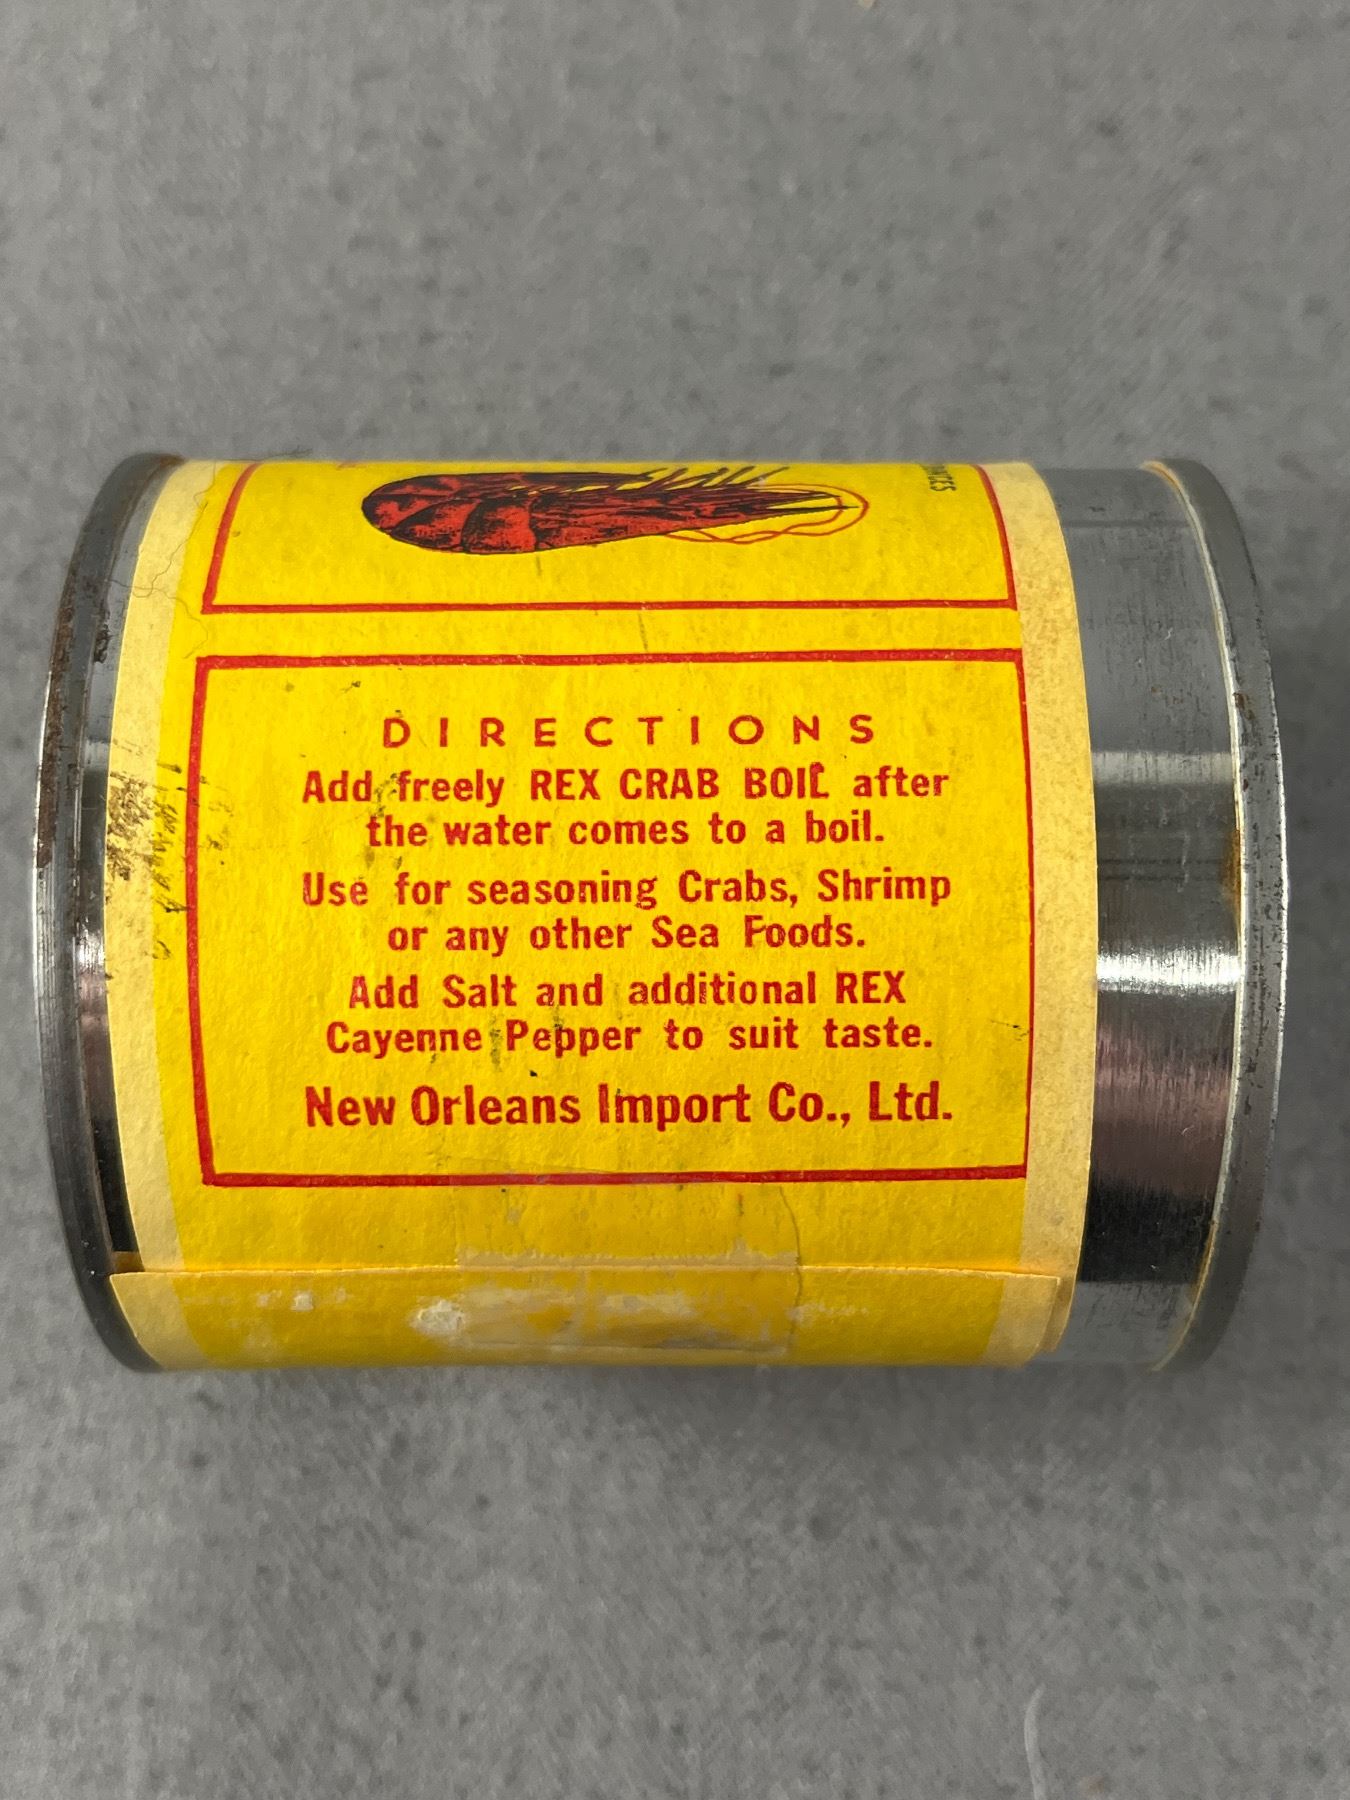 DIRECTIONS
Add freely REX CRAB BOIL after
the water comes to a boil.
Use for seasoning Crabs, Shrimp
or any other Sea Foods.
Add Salt and additional REX
Cayenne Pepper to suit taste.
New Orleans Import Co., Ltd.